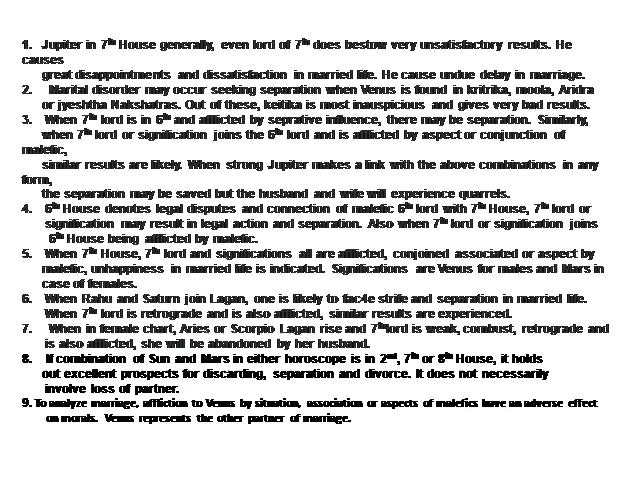 1. Jupiter in 7th House generally, even lord of 7th does bestow very unsatisfactory results. He
causes
great disappointments and dissatisfaction in married life. He cause undue delay in marriage.
2. Marital disorder may occur seeking separation when Venus is found in kritrika, moola, Aridra
or jyeshtha Nakshatras. Out of these, keitika is most inauspicious and gives very bad results.
3. When 7th lord is in 6th and afflicted by seprative influence, there may be separation. Similarly,
when 7th lord or signification joins the 6th lord and is afflicted by aspect or conjunction of
malefic,
similar results are likely. When strong Jupiter makes a link with the above combinations in any
form,
the separation may be saved but the husband and wife will experience quarrels.
4. 6th House denotes legal disputes and connection of malefic 6th lord with 7th House, 7th lord or
signification may result in legal action and separation. Also when 7th lord or signification joins
6th House being afflicted by malefic.
5. When 7th House, 7th lord and significations all are afflicted, conjoined associated or aspect by
malefic, unhappiness in married life is indicated. Significations are Venus for males and Mars in
case of females.
6. When Rahu and Saturn join Lagan, one is likely to fac4e strife and separation in married life.
When 7th lord is retrograde and is also afflicted, similar results are experienced.
7. When in female chart, Aries or Scorpio Lagan rise and 7thlord is weak, combust, retrograde and
is also afflicted, she will be abandoned by her husband.
8. If combination of Sun and Mars in either horoscope is in 2nd, 7th or 8th House, it holds
out excellent prospects for discarding, separation and divorce. It does not necessarily
involve loss of partner.
9. To analyze marriage, affliction to Venus by situation, association or aspects of malefics have an adverse effect
on morals. Venus represents the other partner of marriage.